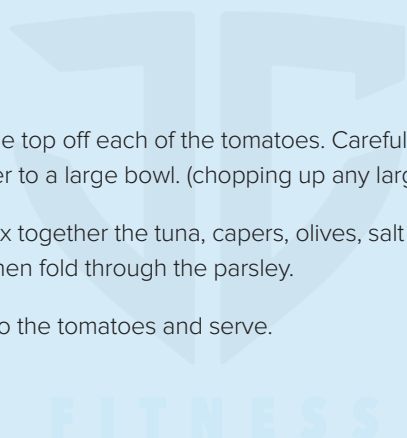 e top off each of the tomatoes. Careful
er to a large bowl. (chopping up any larg
x together the tuna, capers, olives, salt
hen fold through the parsley.
o the tomatoes and serve.
FITNESS